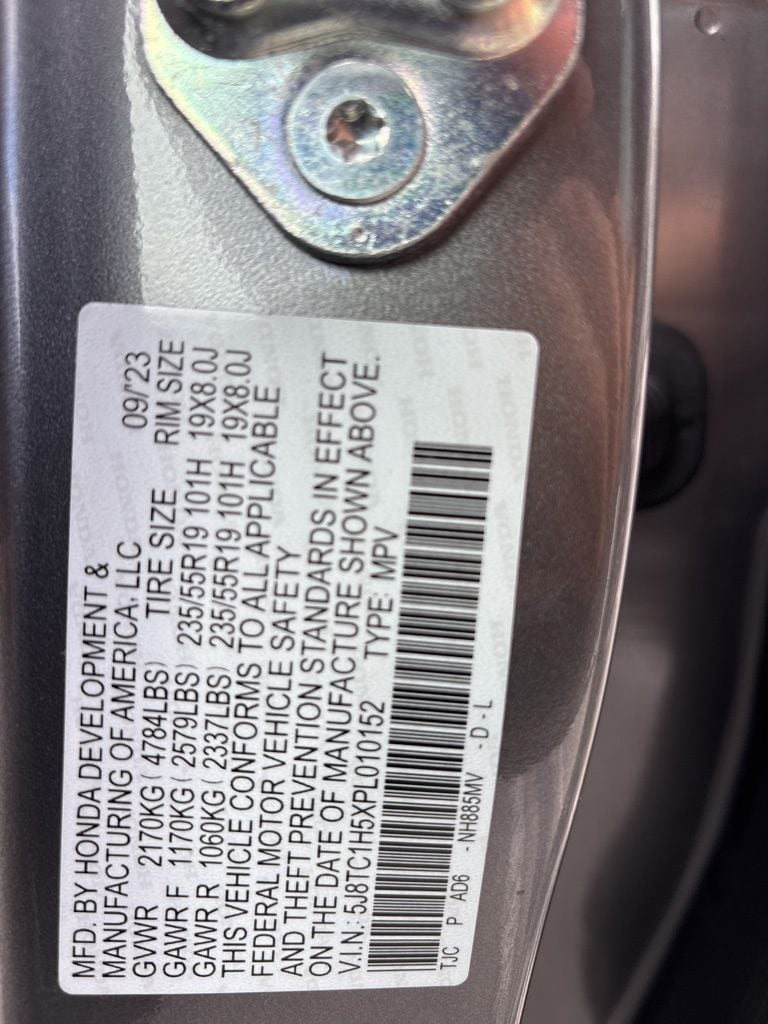 MFD. BY HONDA DEVELOPMENT &
MANUFACTURING OF AMERICA, LLC 09/'23
GVWR 2170KG ( 4784LBS) TIRE SIZE RIM SIZE
GAWR F 1170KG ( 2579LBS) 235/55R19 101H 19X8.0J
GAWR R 1060KG ( 2337LBS) 235/55R19 101H 19X8.0J
THIS VEHICLE CONFORMS TO ALL APPLICABLE
FEDERAL MOTOR VEHICLE SAFETY
AND THEFT PREVENTION STANDARDS IN EFFECT
ON THE DATE OF MANUFACTURE SHOWN ABOVE.
V.I.N.: 5J8TC1H5XPL010152 TYPE: MPV
TJC P AD6 - NH885MV - D - L